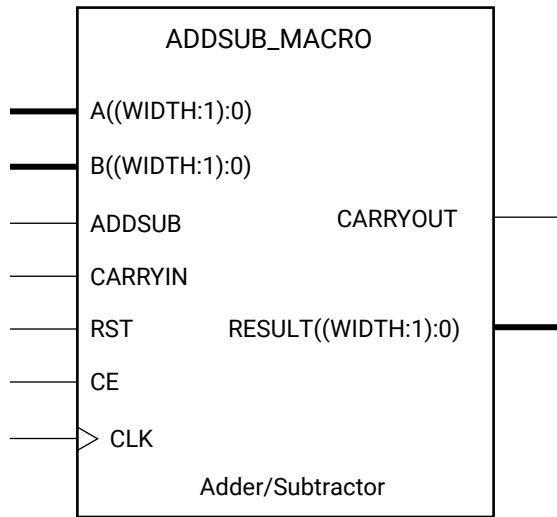 ADDSUB_MACRO
A((WIDTH:1):0)
B((WIDTH:1):0)
ADDSUB
CARRYOUT
CARRYIN
RST
RESULT((WIDTH:1):0)
CE
CLK
Adder/Subtractor